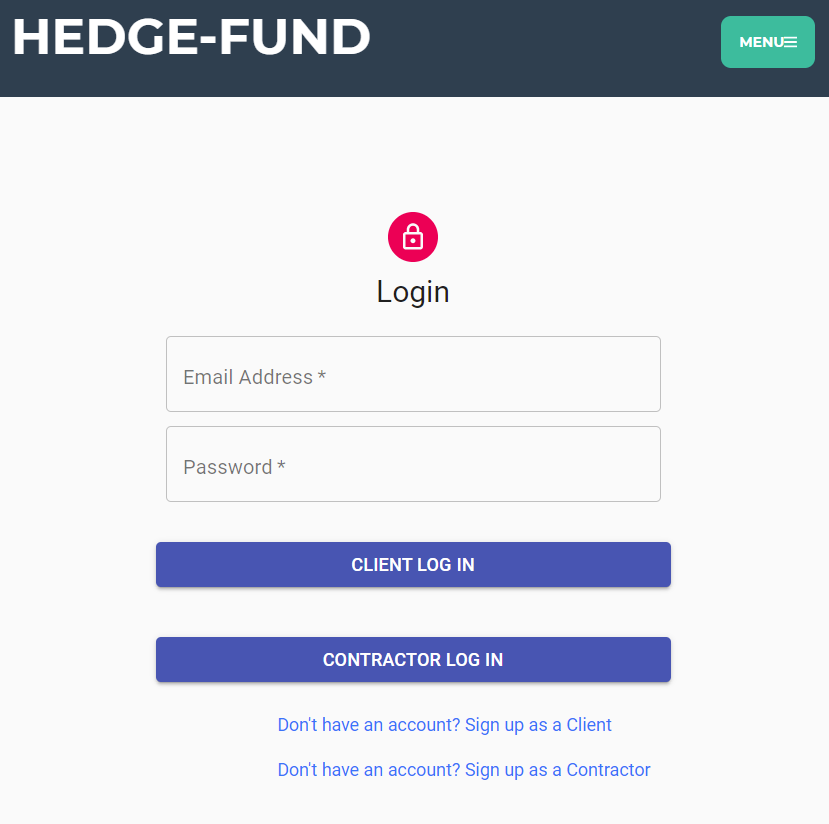 HEDGE-FUND
MENU
Login
Email Address *
Password *
CLIENT LOG IN
CONTRACTOR LOG IN
Don't have an account? Sign up as a Client
Don't have an account? Sign up as a Contractor